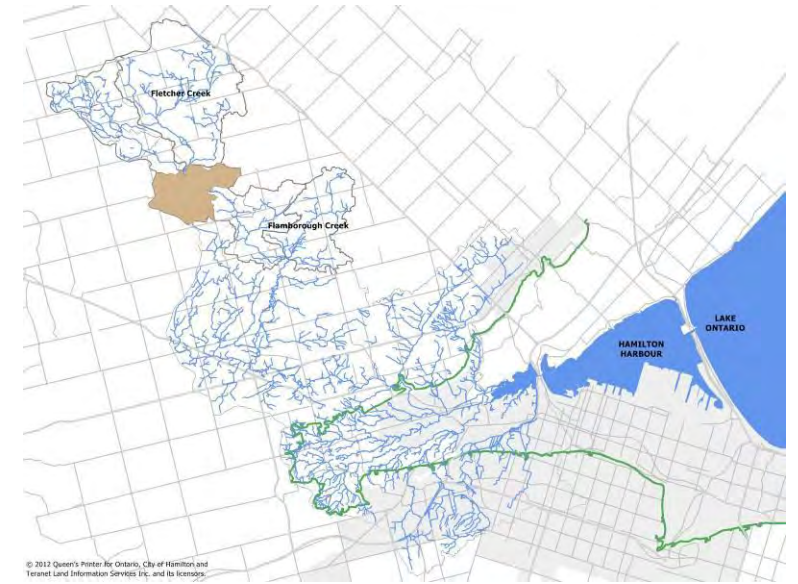 Fletcher Creek
Flamborough Creek
LAKE
ONTARIO
HAMILTON
HARBOUR
© 2012 Queen's Printer for Ontario, City of Hamilton and
Teranet Land Information Services Inc. and its licensors.